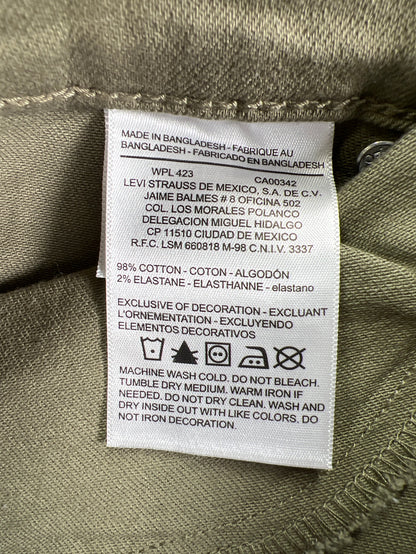 MADE IN BANGLADESH - FABRIQUE AU
BANGLADESH - FABRICADO EN BANGLADESH
WPL 423 CA00342
LEVI STRAUSS DE MEXICO, S.A. DE C.V.
JAIME BALMES # 8 OFICINA 502
COL. LOS MORALES POLANCO
DELEGACION MIGUEL HIDALGO
CP 11510 CIUDAD DE MEXICO
R.F.C. LSM 660818 M-98 C.N.I.V. 3337
98% COTTON - COTON - ALGODÓN
2% ELASTANE - ELASTHANNE - elastano
EXCLUSIVE OF DECORATION - EXCLUANT
L'ORNEMENTATION - EXCLUYENDO
ELEMENTOS DECORATIVOS
MACHINE WASH COLD. DO NOT BLEACH.
TUMBLE DRY MEDIUM. WARM IRON IF
NEEDED. DO NOT DRY CLEAN. WASH AND
DRY INSIDE OUT WITH LIKE COLORS. DO
NOT IRON DECORATION.